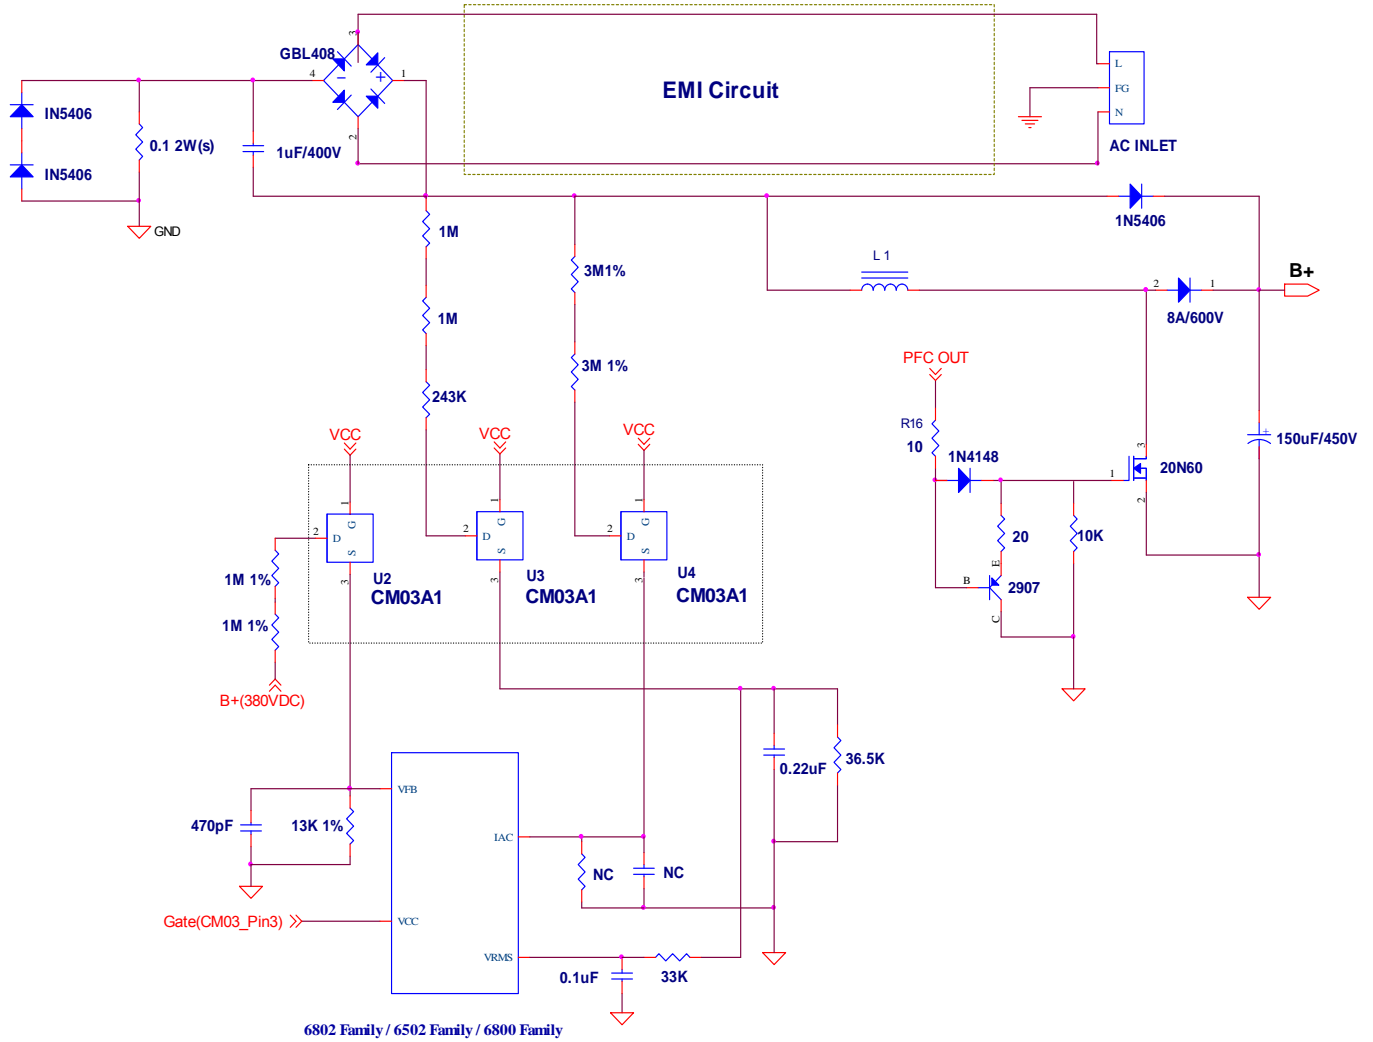 GBL408
3
4
1
2
EMI Circuit
L
FG
N
AC INLET
IN5406
IN5406
0.1 2W(s)
1uF/400V
GND
1M
1M
243K
3M1%
3M 1%
1N5406
L 1
B+
2
1
8A/600V
PFC OUT
R16
10
1N4148
1
3
2
20N60
150uF/450V
20
10K
E
B
C
2907
VCC
VCC
VCC
1
2
3
G
D
S
U2
CM03A1
1
2
3
G
D
S
U3
CM03A1
1
2
3
G
D
S
U4
CM03A1
1M 1%
1M 1%
B+(380VDC)
0.22uF
36.5K
470pF
13K 1%
VFB
IAC
NC
NC
Gate(CM03_Pin3)
VCC
VRMS
0.1uF
33K
6802 Family / 6502 Family / 6800 Family